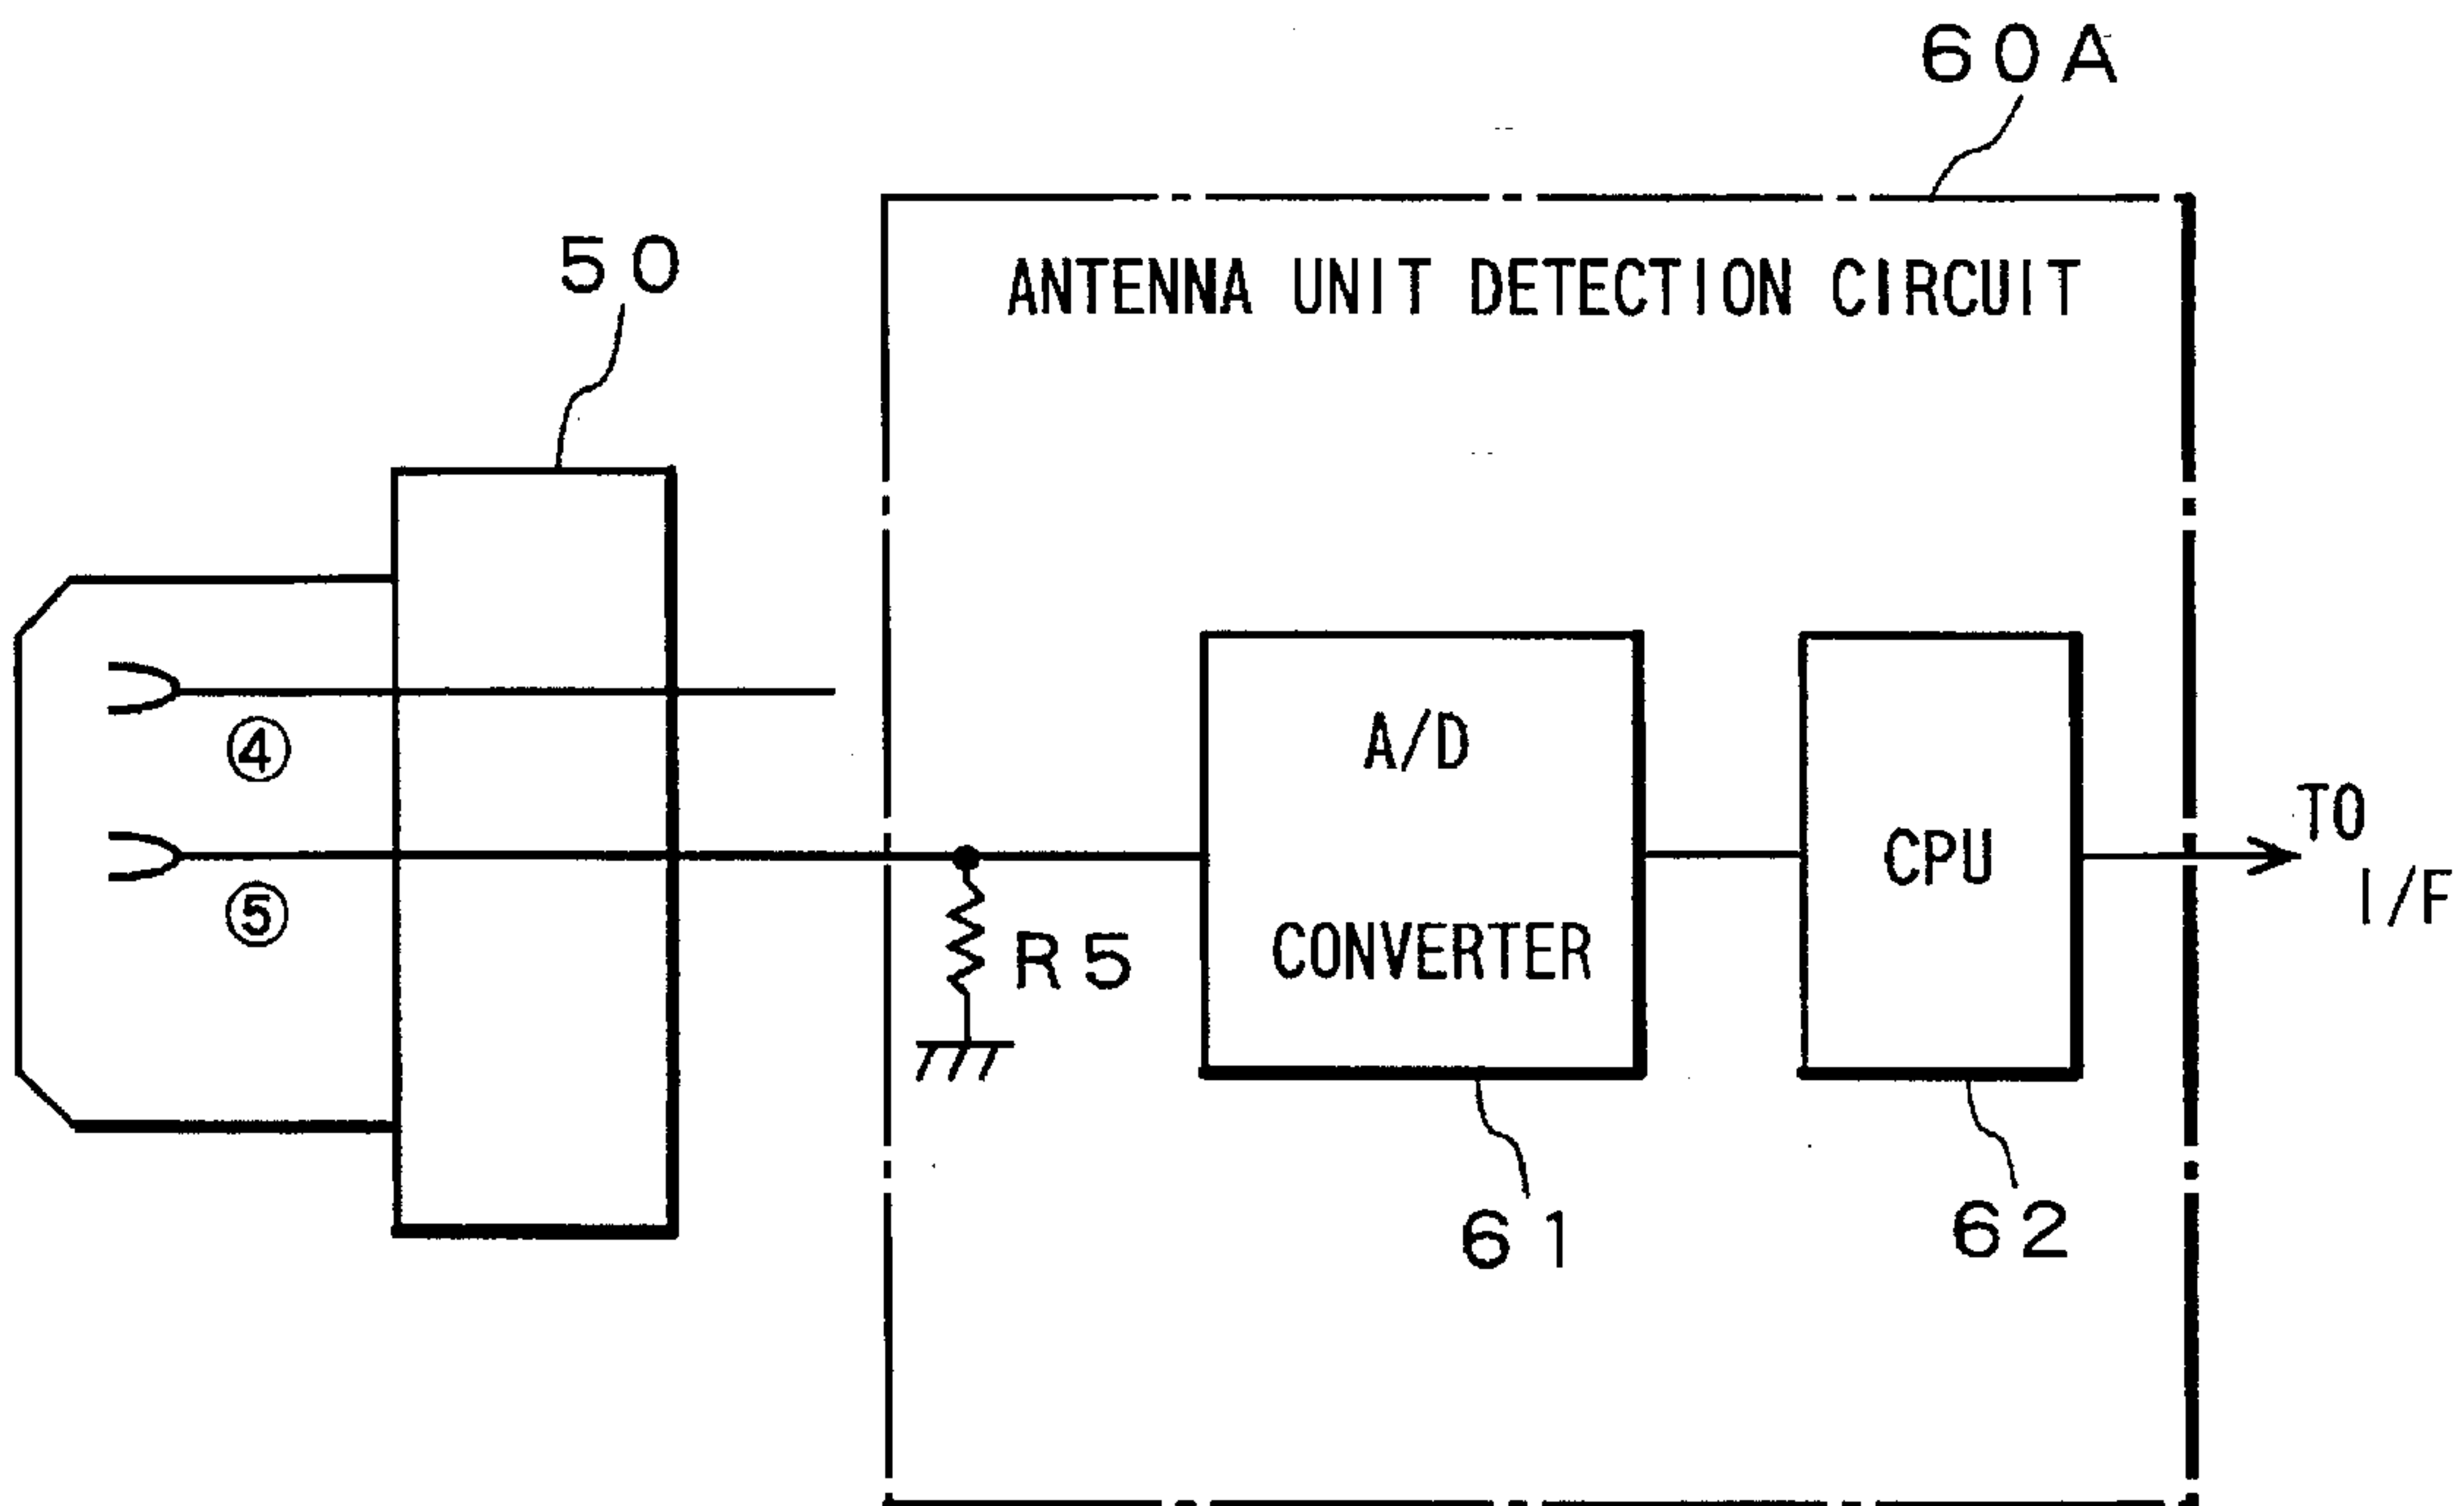 60A
50
ANTENNA UNIT DETECTION CIRCUIT
④
⑤
R5
A/D
CONVERTER
CPU
TO
I/F
61
62